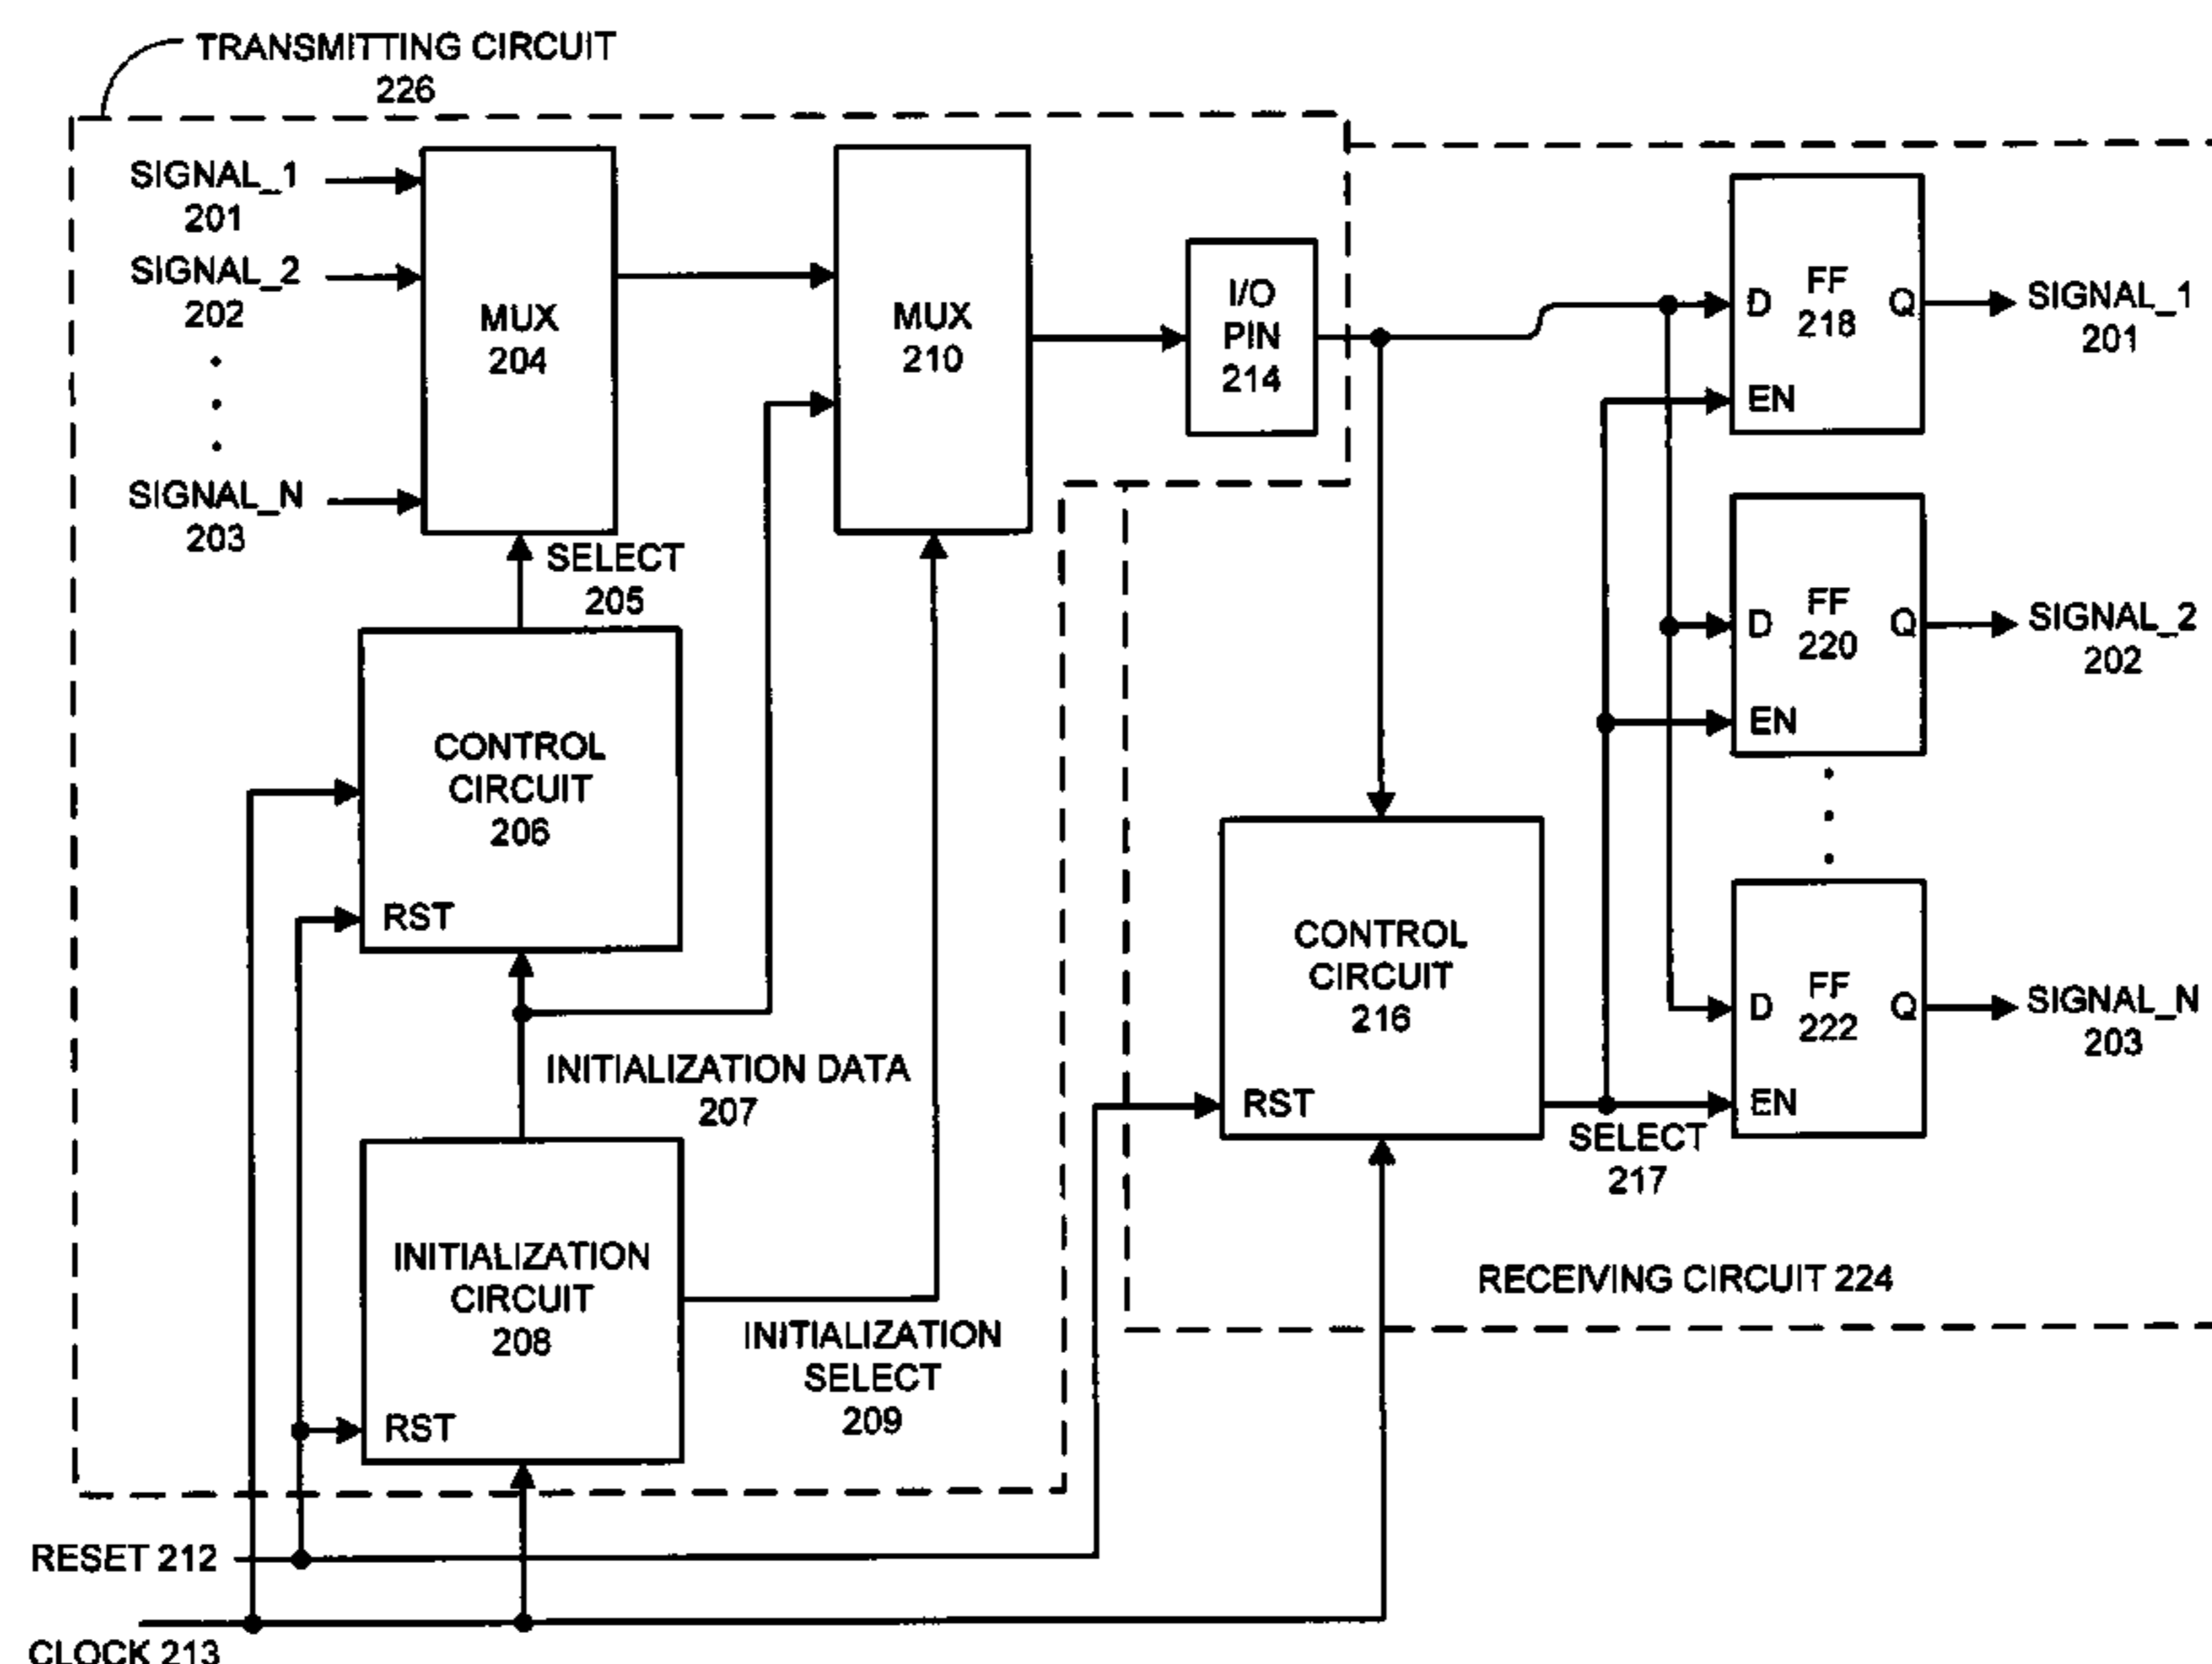 TRANSMITTING CIRCUIT
226
SIGNAL_1
201
SIGNAL_2
202
SIGNAL_N
203
MUX
204
SELECT
205
MUX
210
I/O
PIN
214
CONTROL
CIRCUIT
206
RST
INITIALIZATION DATA
207
INITIALIZATION
CIRCUIT
208
RST
INITIALIZATION
SELECT
209
RESET 212
CLOCK 213
CONTROL
CIRCUIT
216
RST
SELECT
217
D
FF
218
Q
EN
SIGNAL_1
201
D
FF
220
Q
EN
SIGNAL_2
202
D
FF
222
Q
EN
SIGNAL_N
203
RECEIVING CIRCUIT 224